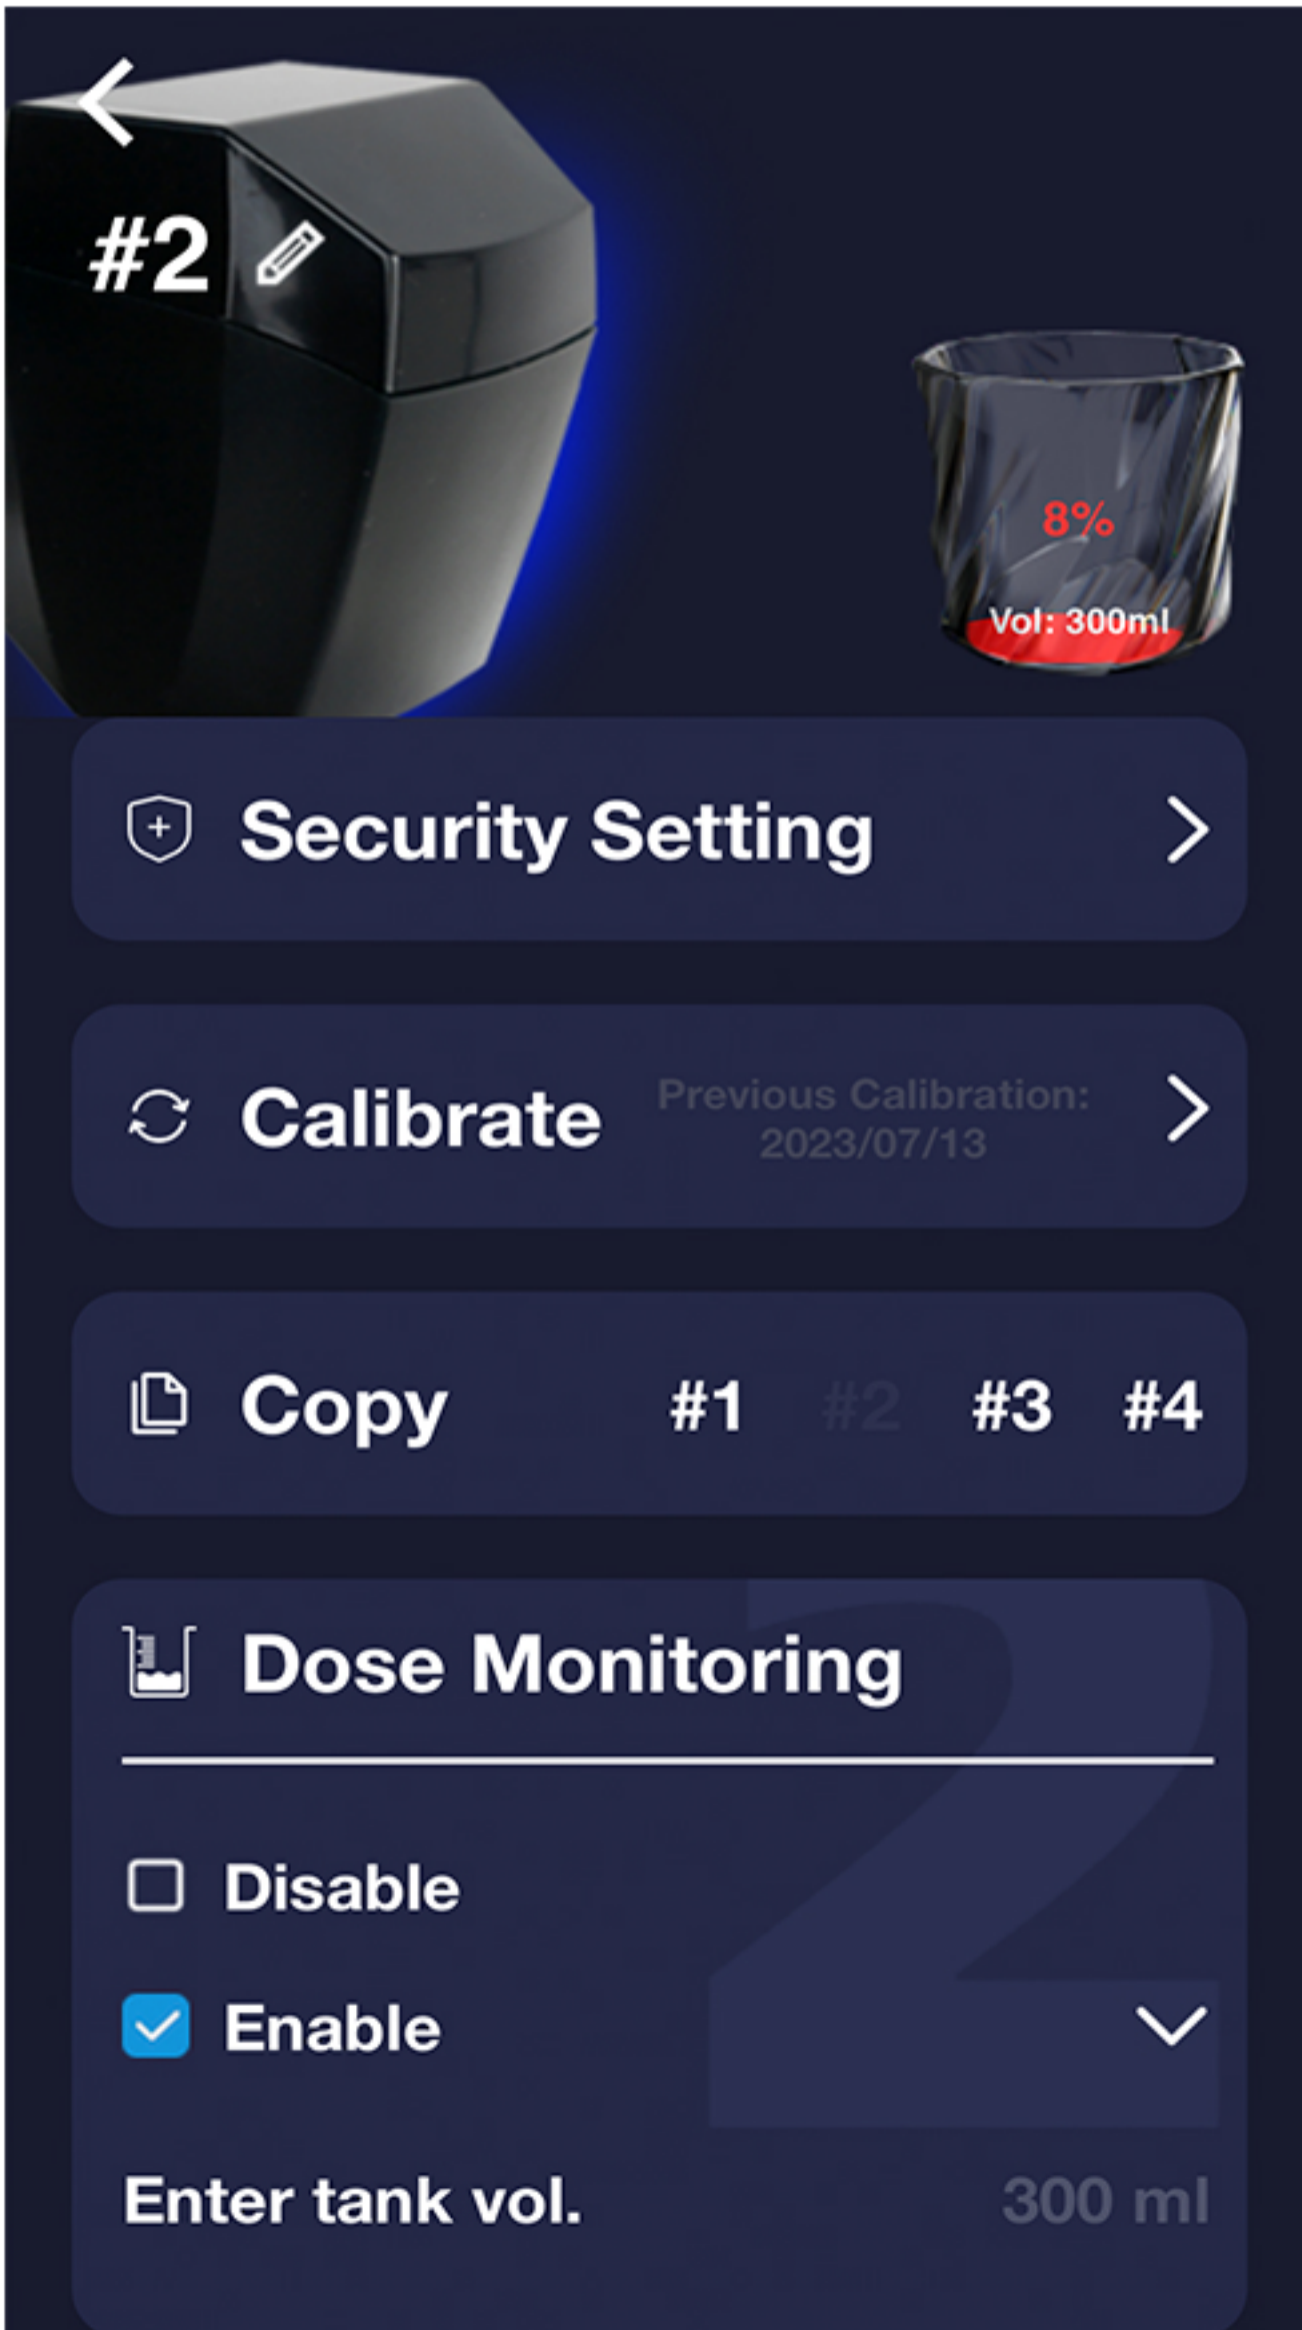 #2
8%
Vol: 300ml
Security Setting
Calibrate
Previous Calibration:
2023/07/13
Copy #1 #2 #3 #4
Dose Monitoring
2
Disable
Enable
Enter tank vol. 300 ml